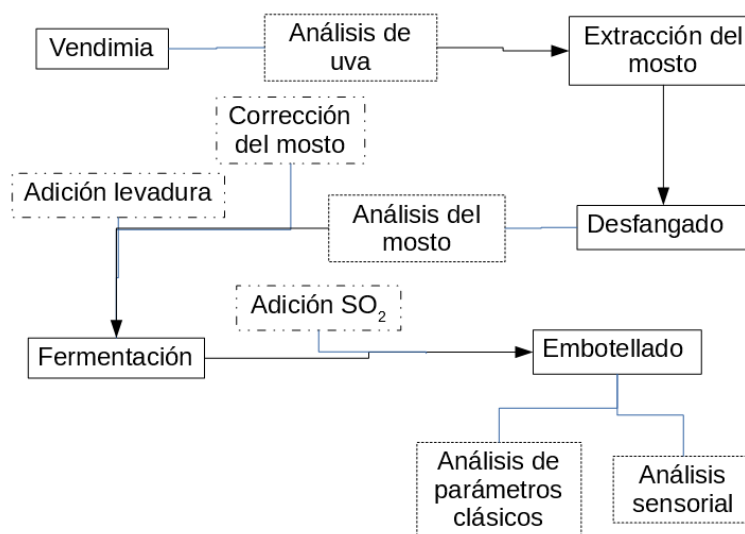 Vendimia
Análisis de
uva
Extracción del
mosto
Corrección
del mosto
Adición levadura
Análisis del
mosto
Desfangado
Adición SO₂
Fermentación
Embotellado
Análisis de
parámetros
clásicos
Análisis
sensorial